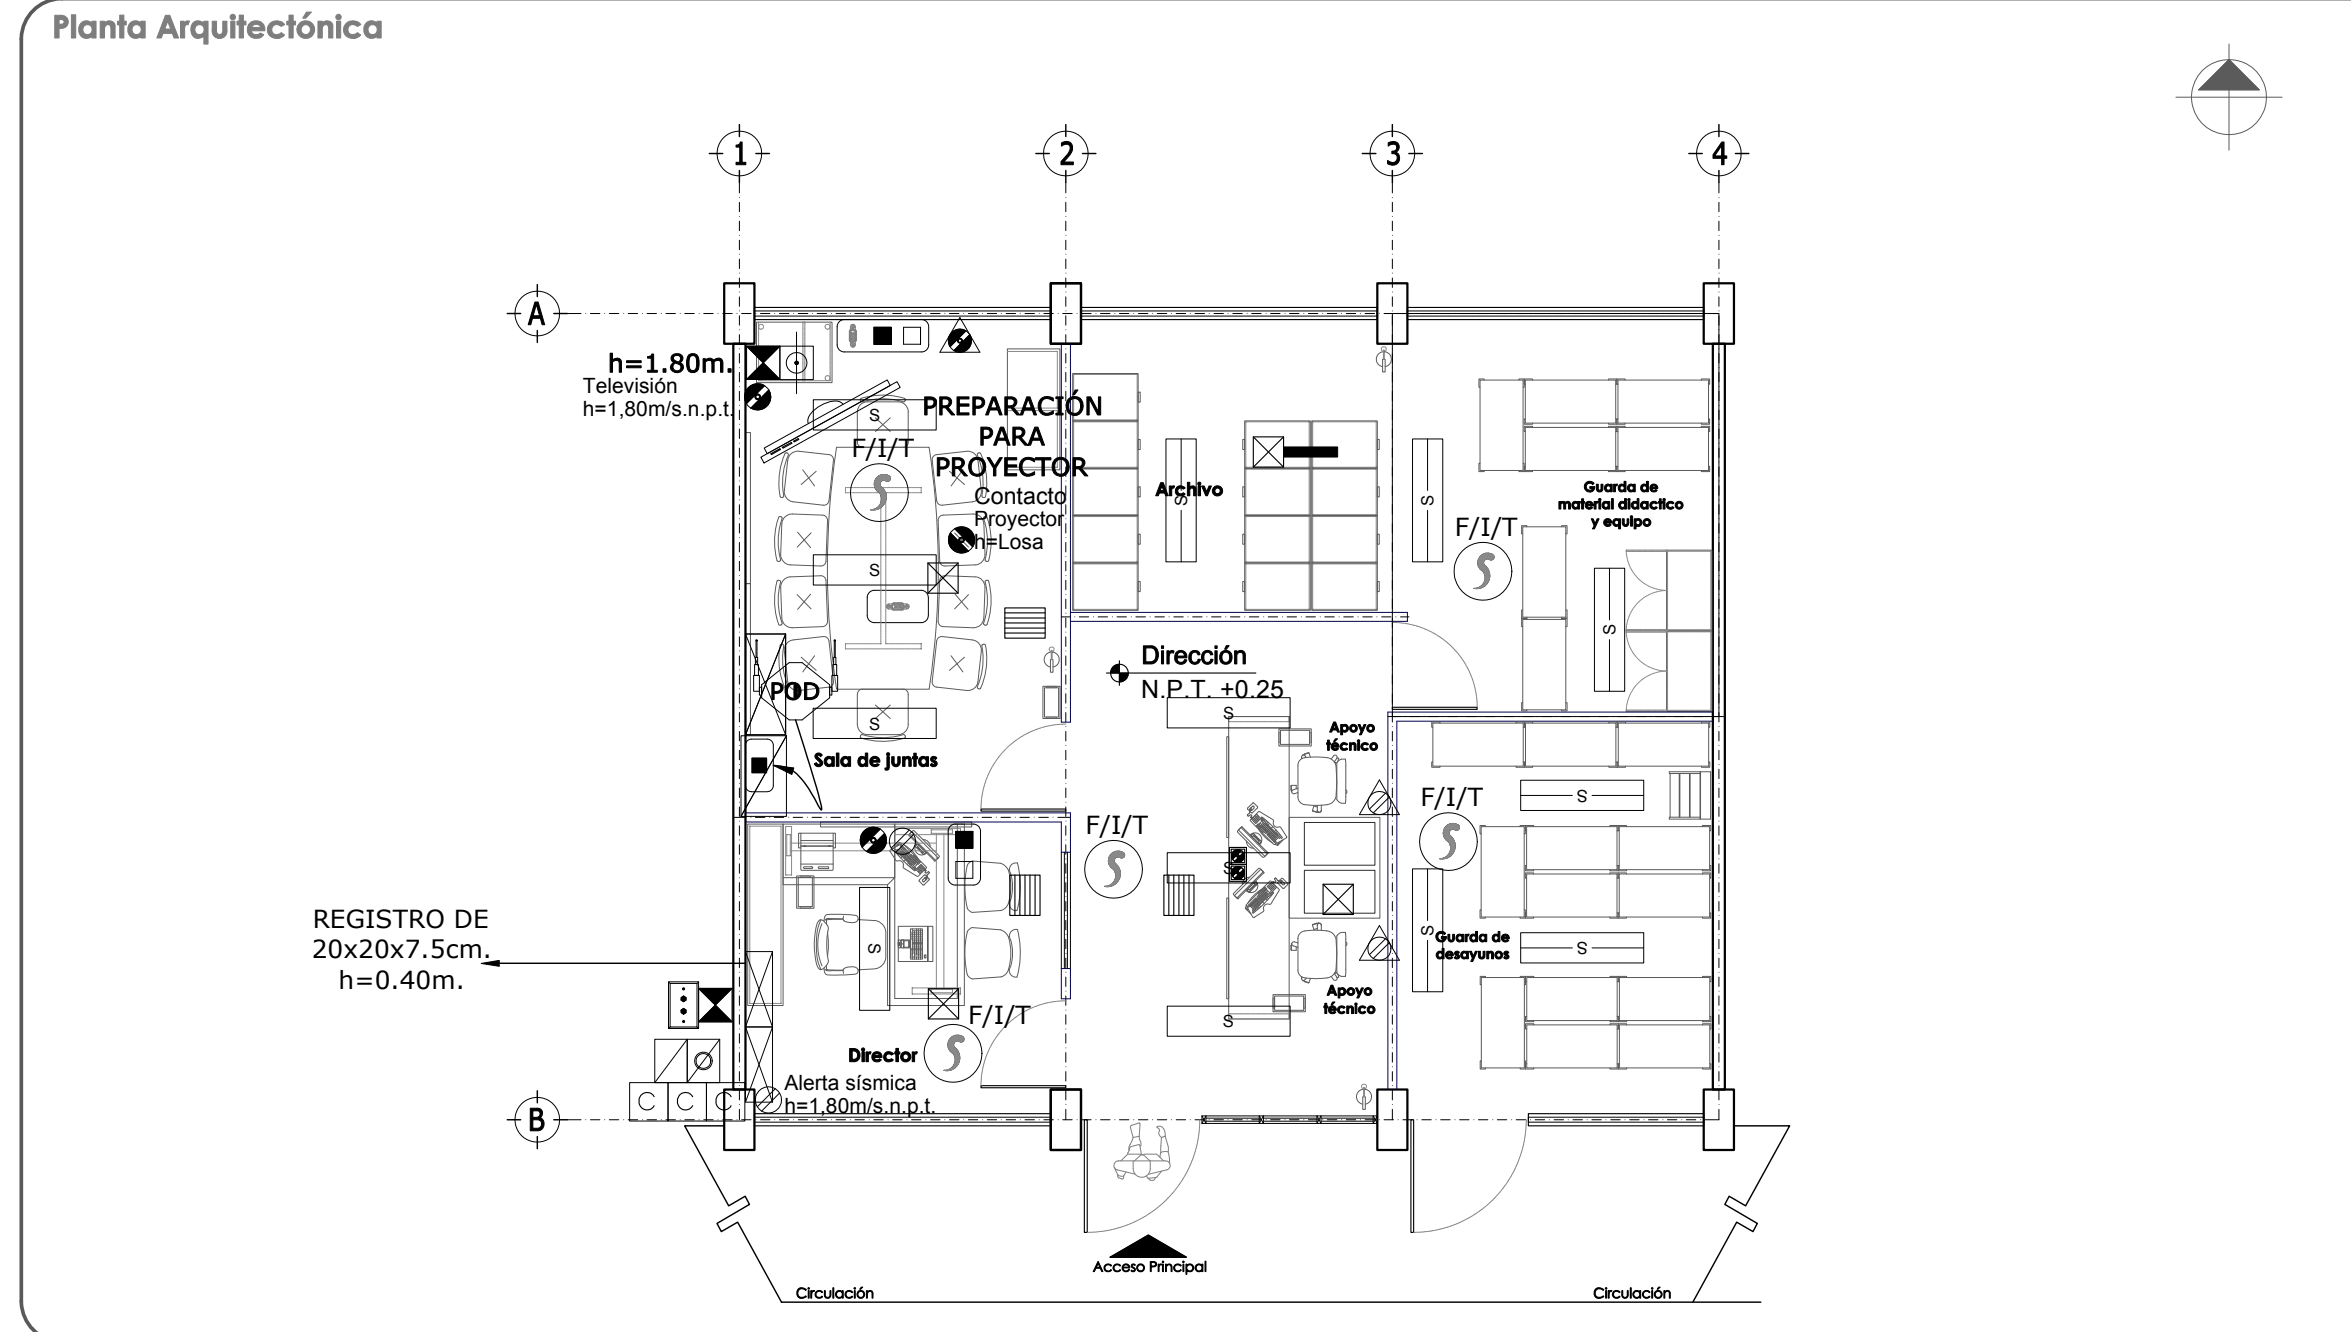 Planta Arquitectónica
1
2
3
4
A
h=1.80m.
Televisión
h=1,80m/s.n.p.t.
S
F/I/T
PREPARACIÓN
PARA
PROYECTOR
Contacto
Proyector
h=Losa
S
S
POD
Sala de juntas
Archivo
S
S
F/I/T
Guarda de
material didactico
y equipo
S
Dirección
N.P.T. +0.25
S
Apoyo
técnico
F/I/T
S
S
Apoyo
técnico
F/I/T
S
S
Guarda de
desayunos
S
REGISTRO DE
20x20x7.5cm.
h=0.40m.
S
F/I/T
Director
Alerta sísmica
h=1,80m/s.n.p.t.
C
C
C
B
Acceso Principal
Circulación
Circulación